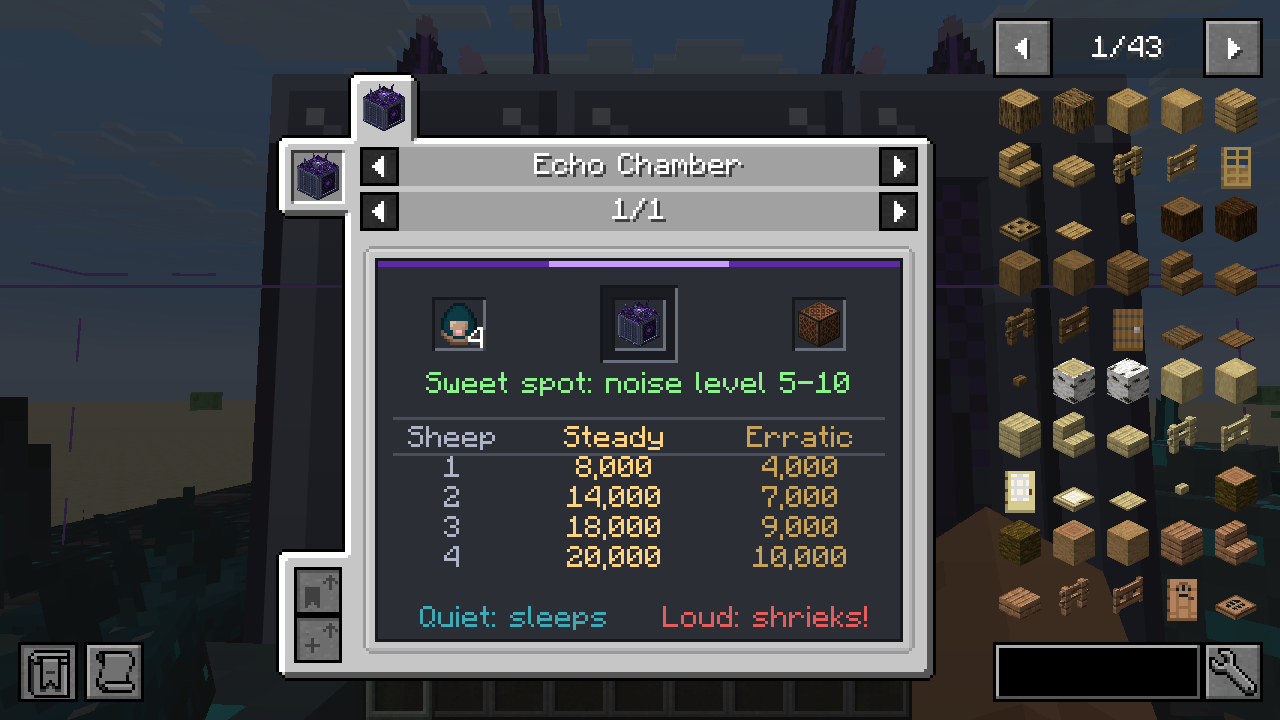 1/43
Echo Chamber
1/1
4
Sweet spot: noise level 5-10
Sheep Steady Erratic
1 8,000 4,000
2 14,000 7,000
3 18,000 9,000
4 20,000 10,000
Quiet: sleeps Loud: shrieks!